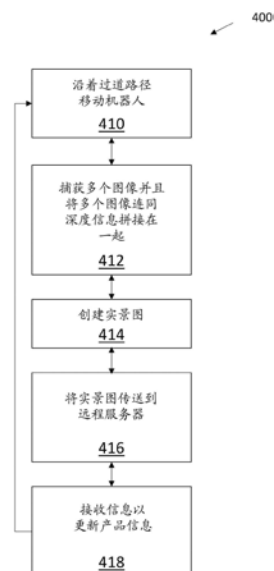 400
沿着过道路径
移动机器人
410
捕获多个图像并且
将多个图像连同
深度信息拼接在
一起
412
创建实景图
414
将实景图传送到
远程服务器
416
接收信息以
更新产品信息
418